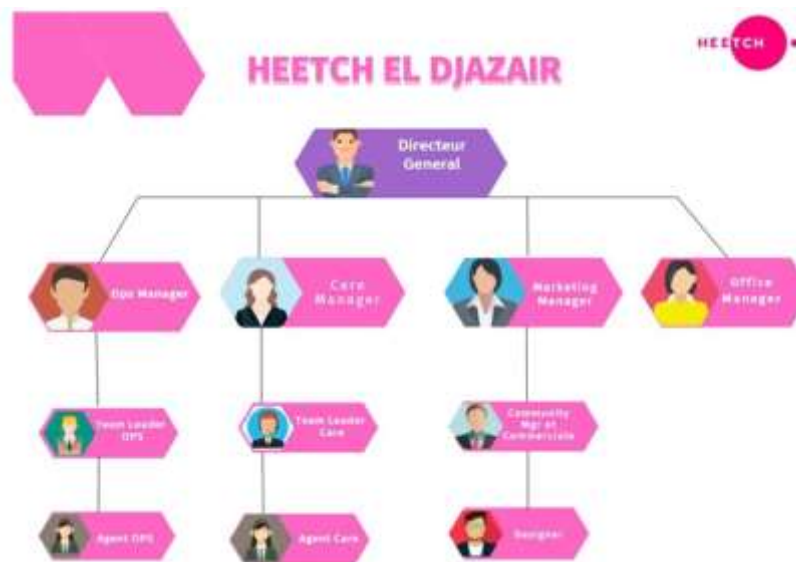 HEETCH
HEETCH EL DJAZAIR
Directeur
General
Ops Manager
Care
Manager
Marketing
Manager
Office
Manager
Team Leader
OPS
Team Leader
Care
Community
Mgr et
Commerciale
Agent OPS
Agent Care
Designer